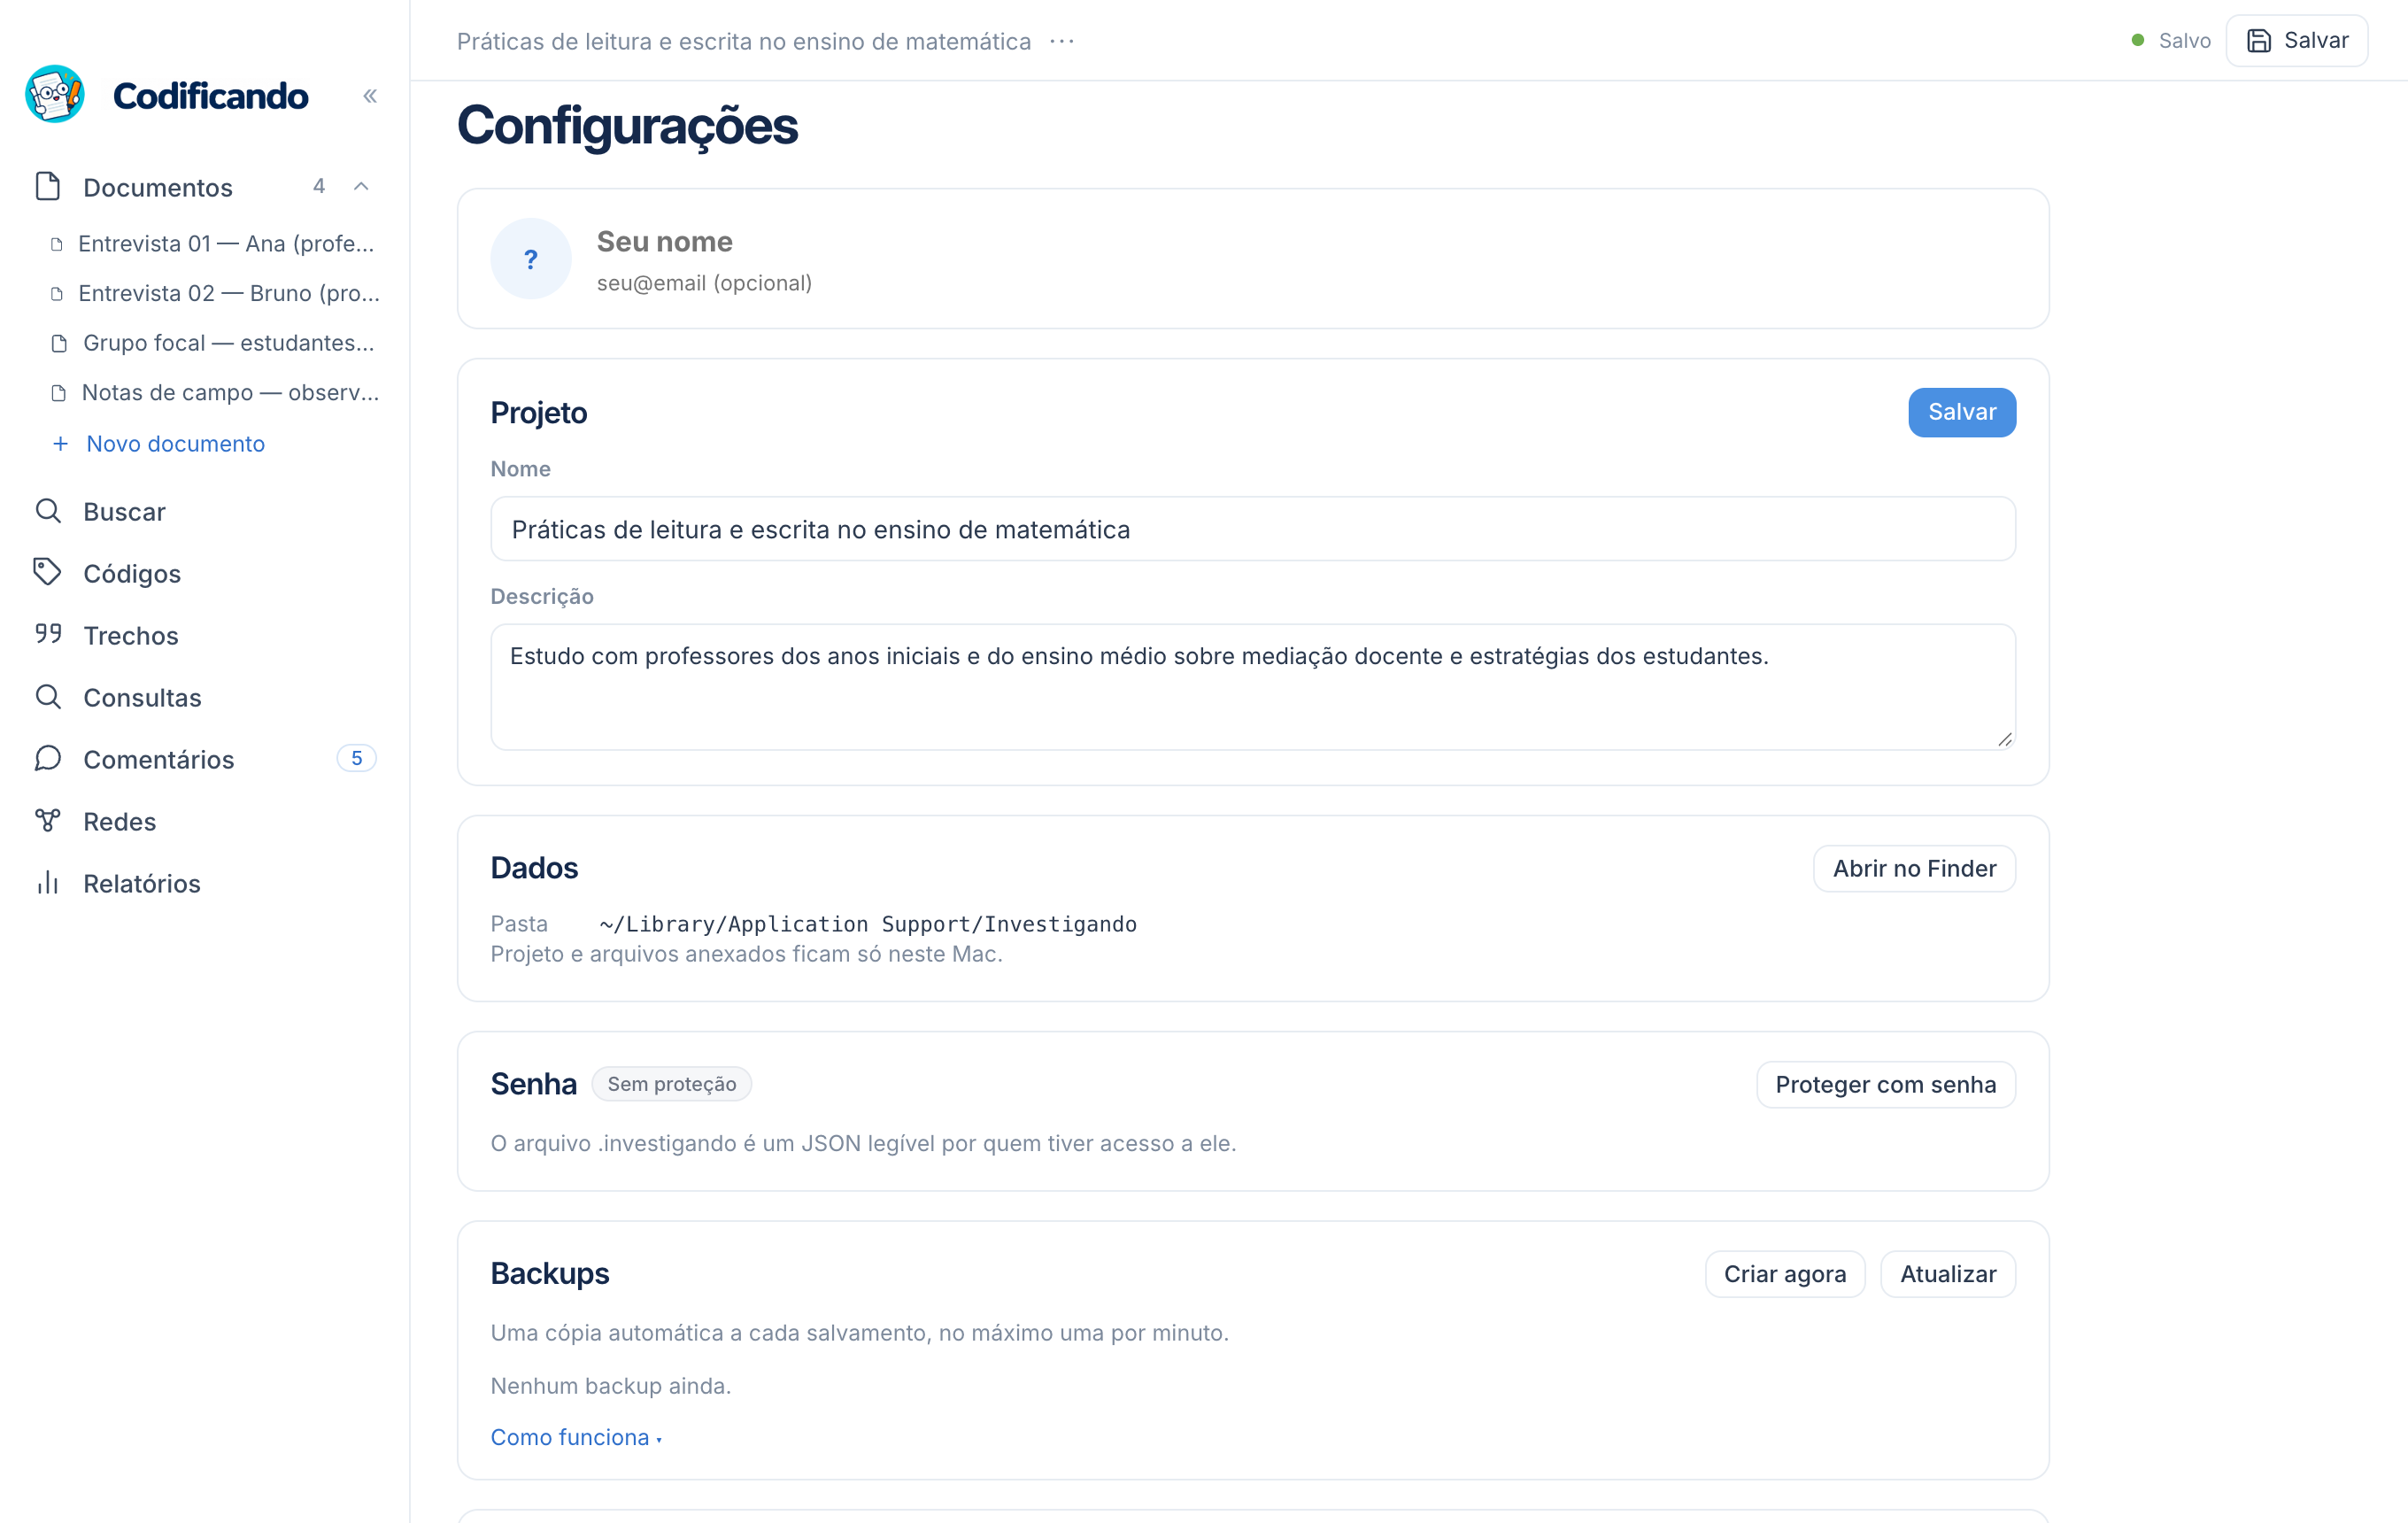 Práticas de leitura e escrita no ensino de matemática ···
Salvo
Salvar
Codificando
«
Documentos 4
Entrevista 01 — Ana (profe...
Entrevista 02 — Bruno (pro...
Grupo focal — estudantes...
Notas de campo — observ...
+ Novo documento
Buscar
Códigos
Trechos
Consultas
Comentários 5
Redes
Relatórios
Configurações
?
Seu nome
seu@email (opcional)
Projeto
Salvar
Nome
Práticas de leitura e escrita no ensino de matemática
Descrição
Estudo com professores dos anos iniciais e do ensino médio sobre mediação docente e estratégias dos estudantes.
Dados
Abrir no Finder
Pasta ~/Library/Application Support/Investigando
Projeto e arquivos anexados ficam só neste Mac.
Senha Sem proteção
Proteger com senha
O arquivo .investigando é um JSON legível por quem tiver acesso a ele.
Backups
Criar agora
Atualizar
Uma cópia automática a cada salvamento, no máximo uma por minuto.
Nenhum backup ainda.
Como funciona